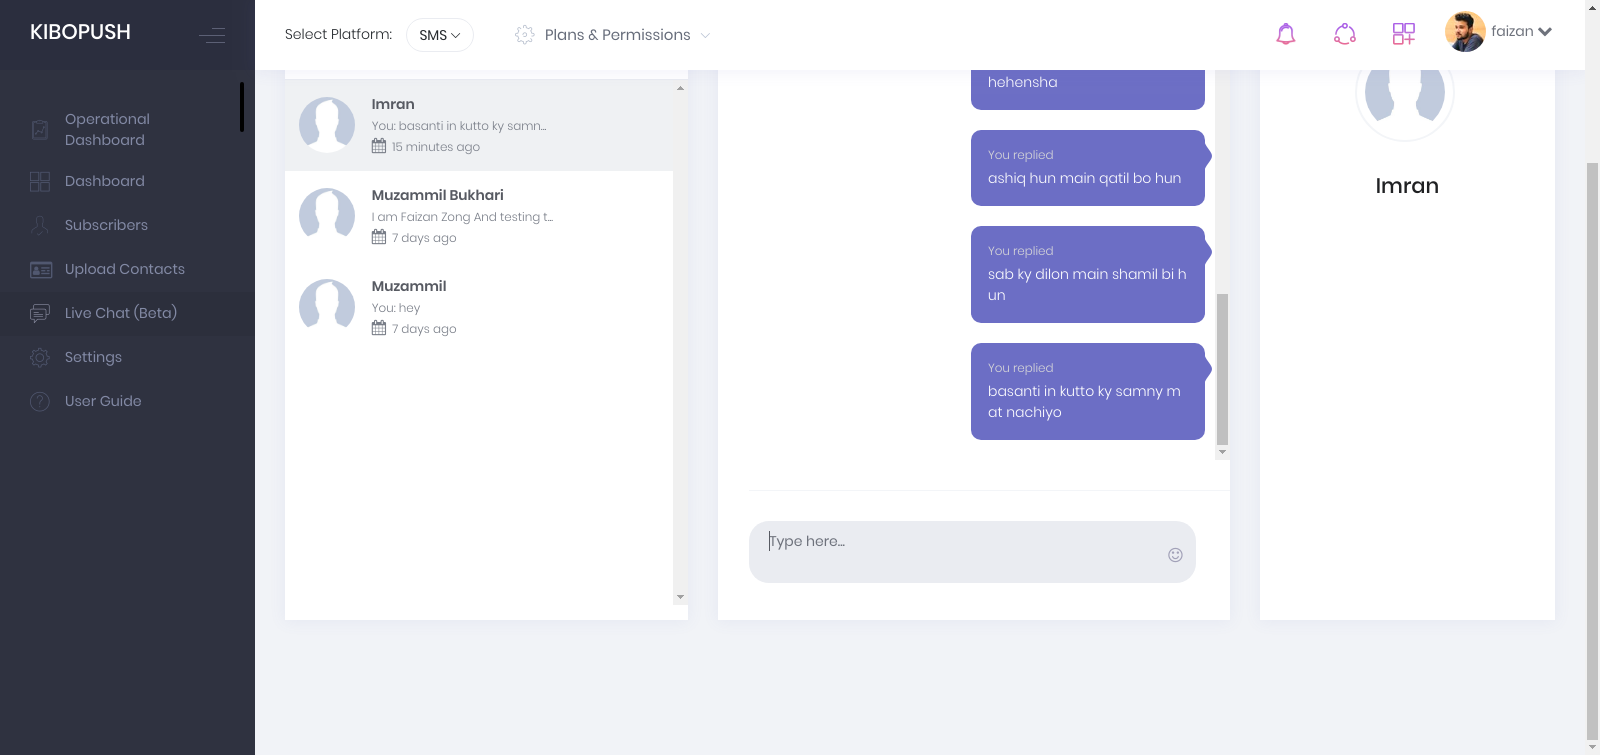 KIBOPUSH
Select Platform:
SMS
Plans & Permissions
faizan
Operational
Dashboard
Dashboard
Subscribers
Upload Contacts
Live Chat (Beta)
Settings
User Guide
Imran
You: basanti in kutto ky samn...
15 minutes ago
Muzammil Bukhari
I am Faizan Zong And testing t...
7 days ago
Muzammil
You: hey
7 days ago
hehensha
You replied
ashiq hun main qatil bo hun
You replied
sab ky dilon main shamil bi h
un
You replied
basanti in kutto ky samny m
at nachiyo
Type here...
Imran